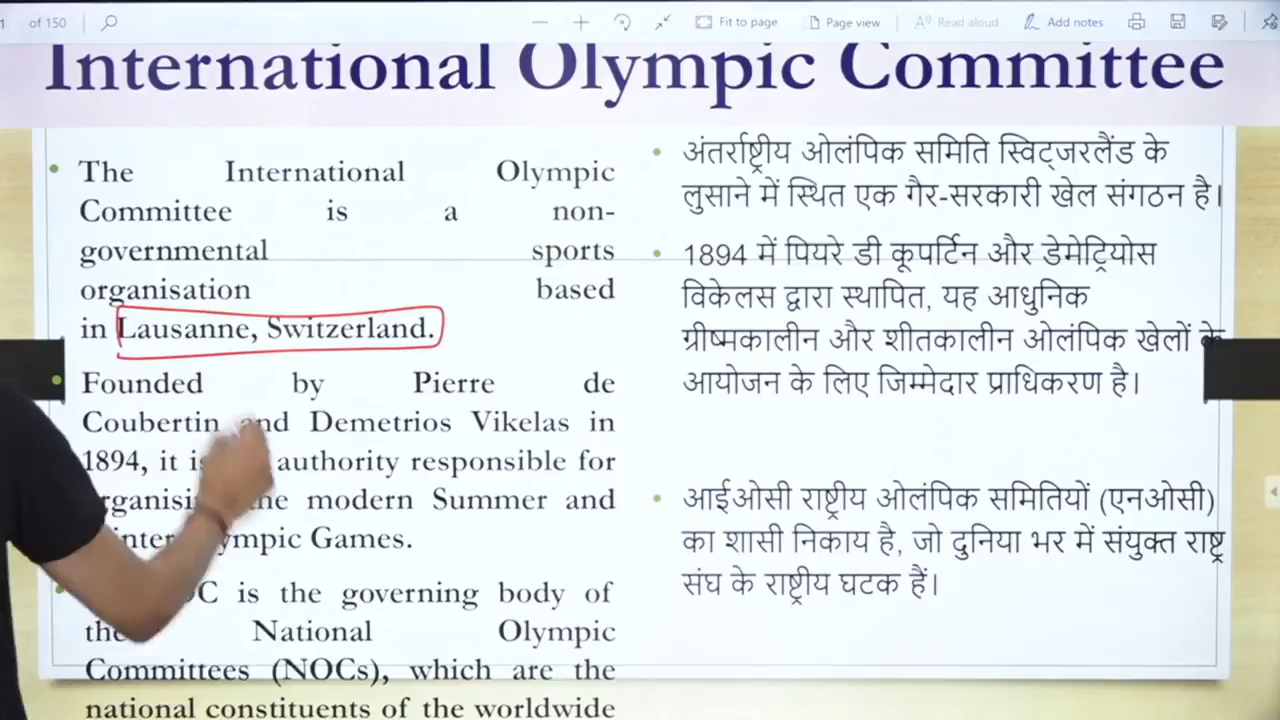 1 of 150
Fit to page
Page view
Read aloud
Add notes
International Olympic Committee
The International Olympic
Committee is a non-
governmental sports
organisation based
in Lausanne, Switzerland.
Founded by Pierre de
Coubertin and Demetrios Vikelas in
1894, it authority responsible for
modern Summer and
Games.
is the governing body of
the National Olympic
Committees (NOCs), which are the
national constituents of the worldwide
अंतर्राष्ट्रीय ओलंपिक समिति स्विट्जरलैंड के
लुसाने में स्थित एक गैर-सरकारी खेल संगठन है।
1894 में पियरे डी कूपर्टिन और डेमेट्रियोस
विकेलस द्वारा स्थापित, यह आधुनिक
ग्रीष्मकालीन और शीतकालीन ओलंपिक खेलों के
आयोजन के लिए जिम्मेदार प्राधिकरण है।
आईओसी राष्ट्रीय ओलंपिक समितियों (एनओसी)
का शासी निकाय है, जो दुनिया भर में संयुक्त राष्ट्र
संघ के राष्ट्रीय घटक हैं।